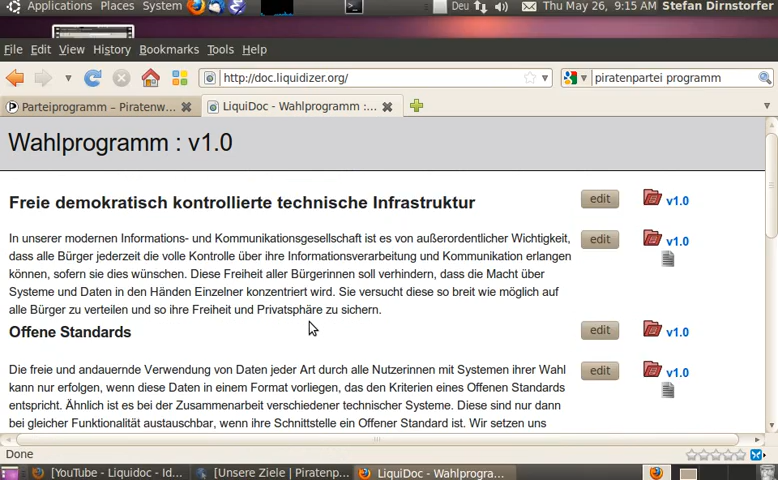 Applications Places System Deu Thu May 26, 9:15 AM Stefan Dirnstorfer
File Edit View History Bookmarks Tools Help
http://doc.liquidizer.org/ piratenpartei programm
Parteiprogramm – Piratenw... LiquiDoc - Wahlprogramm :...
Wahlprogramm : v1.0
Freie demokratisch kontrollierte technische Infrastruktur edit v1.0
In unserer modernen Informations- und Kommunikationsgesellschaft ist es von außerordentlicher Wichtigkeit, edit v1.0
dass alle Bürger jederzeit die volle Kontrolle über ihre Informationsverarbeitung und Kommunikation erlangen
können, sofern sie dies wünschen. Diese Freiheit aller Bürgerinnen soll verhindern, dass die Macht über
Systeme und Daten in den Händen Einzelner konzentriert wird. Sie versucht diese so breit wie möglich auf
alle Bürger zu verteilen und so ihre Freiheit und Privatsphäre zu sichern.
Offene Standards edit v1.0
Die freie und andauernde Verwendung von Daten jeder Art durch alle Nutzerinnen mit Systemen ihrer Wahl edit v1.0
kann nur erfolgen, wenn diese Daten in einem Format vorliegen, das den Kriterien eines Offenen Standards
entspricht. Ähnlich ist es bei der Zusammenarbeit verschiedener technischer Systeme. Diese sind nur dann
bei gleicher Funktionalität austauschbar, wenn ihre Schnittstelle ein Offener Standard ist. Wir setzen uns
Done
[YouTube - Liquidoc - Id... [Unsere Ziele | Piratenp... LiquiDoc - Wahlprogra...